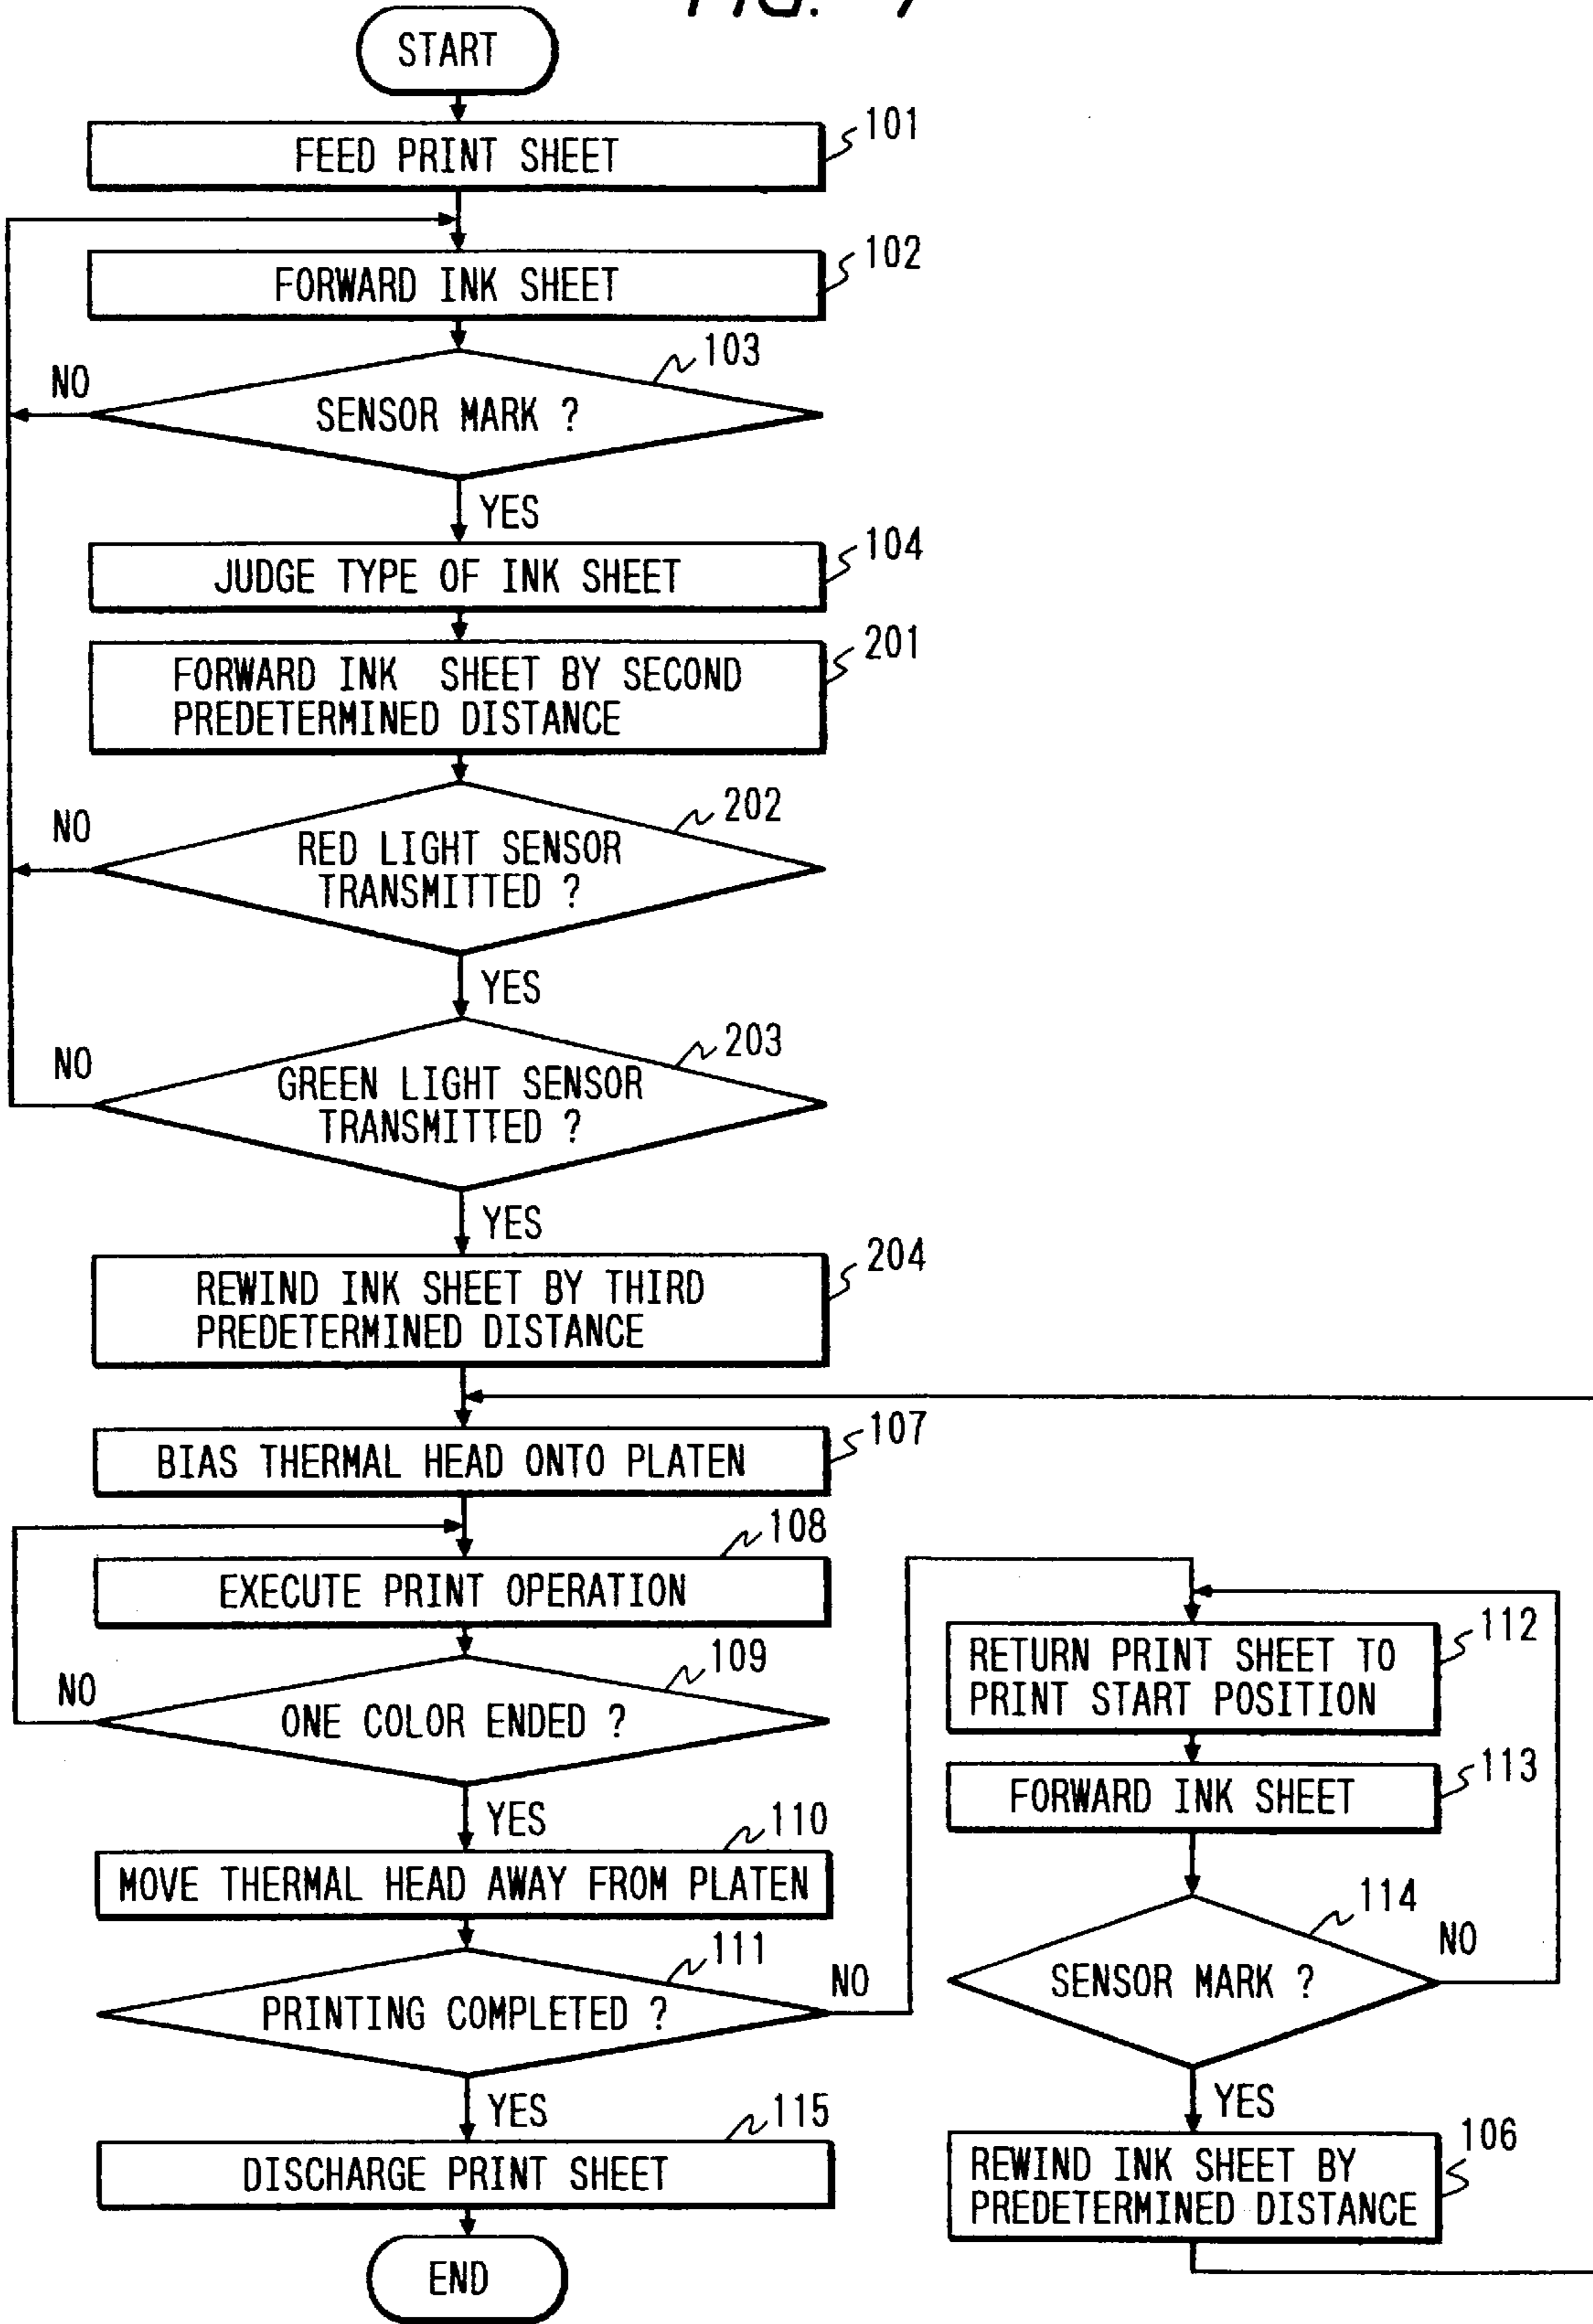 FIG.
START
FEED PRINT SHEET
101
FORWARD INK SHEET
102
103
NO
SENSOR MARK ?
YES
JUDGE TYPE OF INK SHEET
104
FORWARD INK SHEET BY SECOND
PREDETERMINED DISTANCE
201
202
NO
RED LIGHT SENSOR
TRANSMITTED ?
YES
203
NO
GREEN LIGHT SENSOR
TRANSMITTED ?
YES
REWIND INK SHEET BY THIRD
PREDETERMINED DISTANCE
204
BIAS THERMAL HEAD ONTO PLATEN
107
108
EXECUTE PRINT OPERATION
109
NO
ONE COLOR ENDED ?
YES
110
MOVE THERMAL HEAD AWAY FROM PLATEN
111
PRINTING COMPLETED ?
NO
YES
115
DISCHARGE PRINT SHEET
END
RETURN PRINT SHEET TO
PRINT START POSITION
112
FORWARD INK SHEET
113
114
SENSOR MARK ?
NO
YES
REWIND INK SHEET BY
PREDETERMINED DISTANCE
106